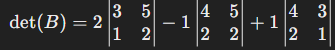 det(B) = 2 |3 5; 1 2| − 1 |4 5; 2 2| + 1 |4 3; 2 1|